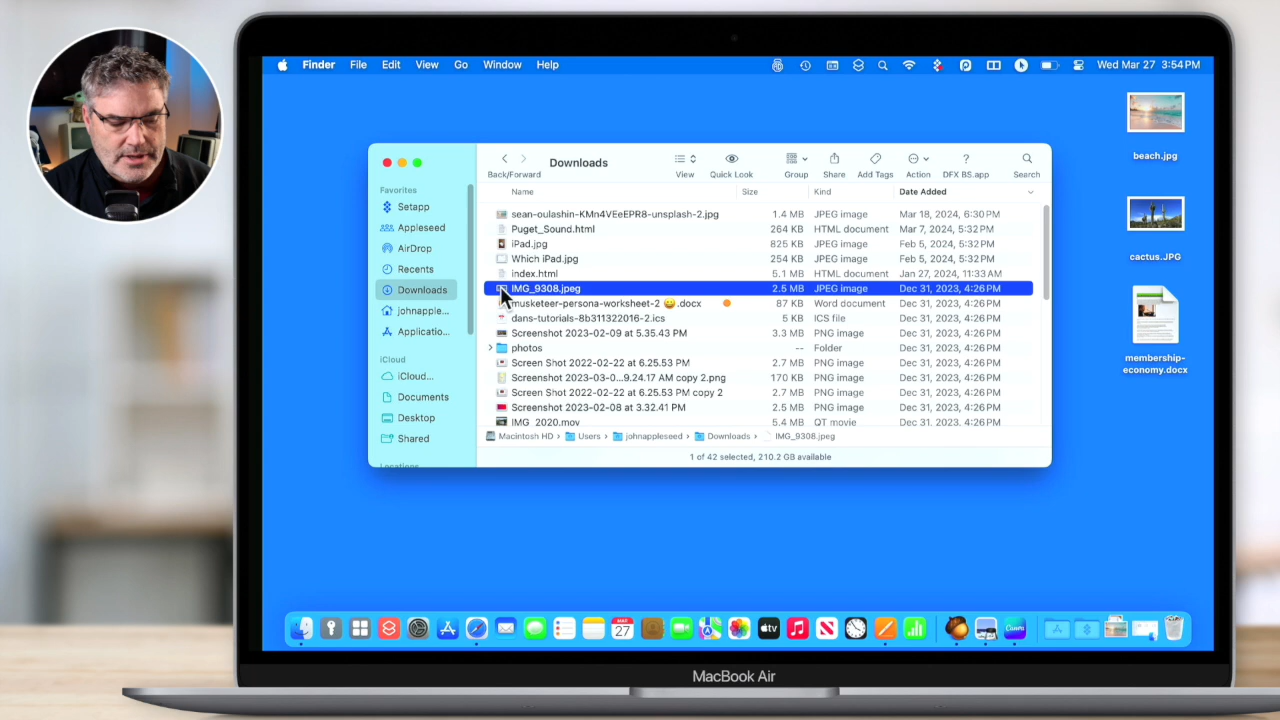 Finder File Edit View Go Window Help Wed Mar 27 3:54 PM
beach.jpg
cactus.JPG
membership-
economy.docx
Downloads
Back/Forward View Quick Look Group Share Add Tags Action DFX BS.app Search
Favorites
Setapp
Appleseed
AirDrop
Recents
Downloads
johnapple...
Applicatio...
iCloud
iCloud...
Documents
Desktop
Shared
Locations
Name Size Kind Date Added
sean-oulashin-KMn4VEeEPR8-unsplash-2.jpg 1.4 MB JPEG image Mar 18, 2024, 6:30 PM
Puget_Sound.html 264 KB HTML document Mar 7, 2024, 5:32 PM
iPad.jpg 825 KB JPEG image Feb 5, 2024, 5:32 PM
Which iPad.jpg 254 KB JPEG image Feb 5, 2024, 5:32 PM
index.html 5.1 MB HTML document Jan 27, 2024, 11:33 AM
IMG_9308.jpeg 2.5 MB JPEG image Dec 31, 2023, 4:26 PM
musketeer-persona-worksheet-2 😄.docx 87 KB Word document Dec 31, 2023, 4:26 PM
dans-tutorials-8b311322016-2.ics 5 KB ICS file Dec 31, 2023, 4:26 PM
Screenshot 2023-02-09 at 5.35.43 PM 3.3 MB PNG image Dec 31, 2023, 4:26 PM
photos -- Folder Dec 31, 2023, 4:26 PM
Screen Shot 2022-02-22 at 6.25.53 PM 2.7 MB PNG image Dec 31, 2023, 4:26 PM
Screenshot 2023-03-0...9.24.17 AM copy 2.png 170 KB PNG image Dec 31, 2023, 4:26 PM
Screen Shot 2022-02-22 at 6.25.53 PM copy 2 2.7 MB PNG image Dec 31, 2023, 4:26 PM
Screenshot 2023-02-08 at 3.32.41 PM 2.5 MB PNG image Dec 31, 2023, 4:26 PM
IMG_2020.mov 5.4 MB QT movie Dec 31, 2023, 4:26 PM
Macintosh HD › Users › johnappleseed › Downloads › IMG_9308.jpeg
1 of 42 selected, 210.2 GB available
MAR
27
tv
Canva
MacBook Air